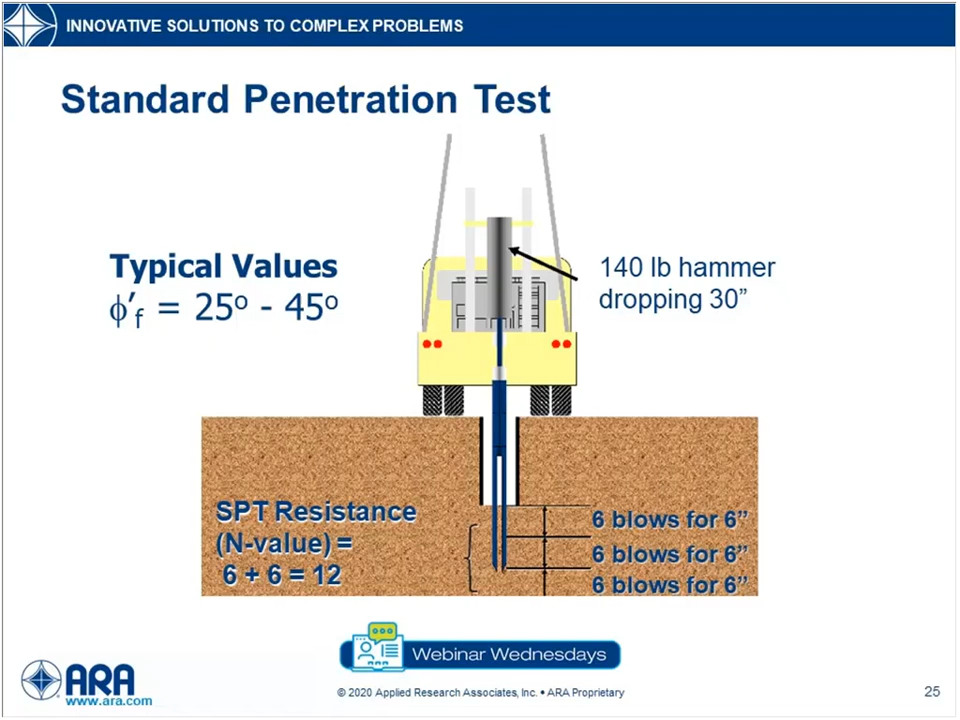 INNOVATIVE SOLUTIONS TO COMPLEX PROBLEMS
Standard Penetration Test
Typical Values
ϕ′f = 25º - 45º
140 lb hammer
dropping 30”
SPT Resistance
(N-value) =
6 + 6 = 12
6 blows for 6”
6 blows for 6”
6 blows for 6”
ARA
Webinar Wednesdays
ARA
www.ara.com
© 2020 Applied Research Associates, Inc. • ARA Proprietary
25